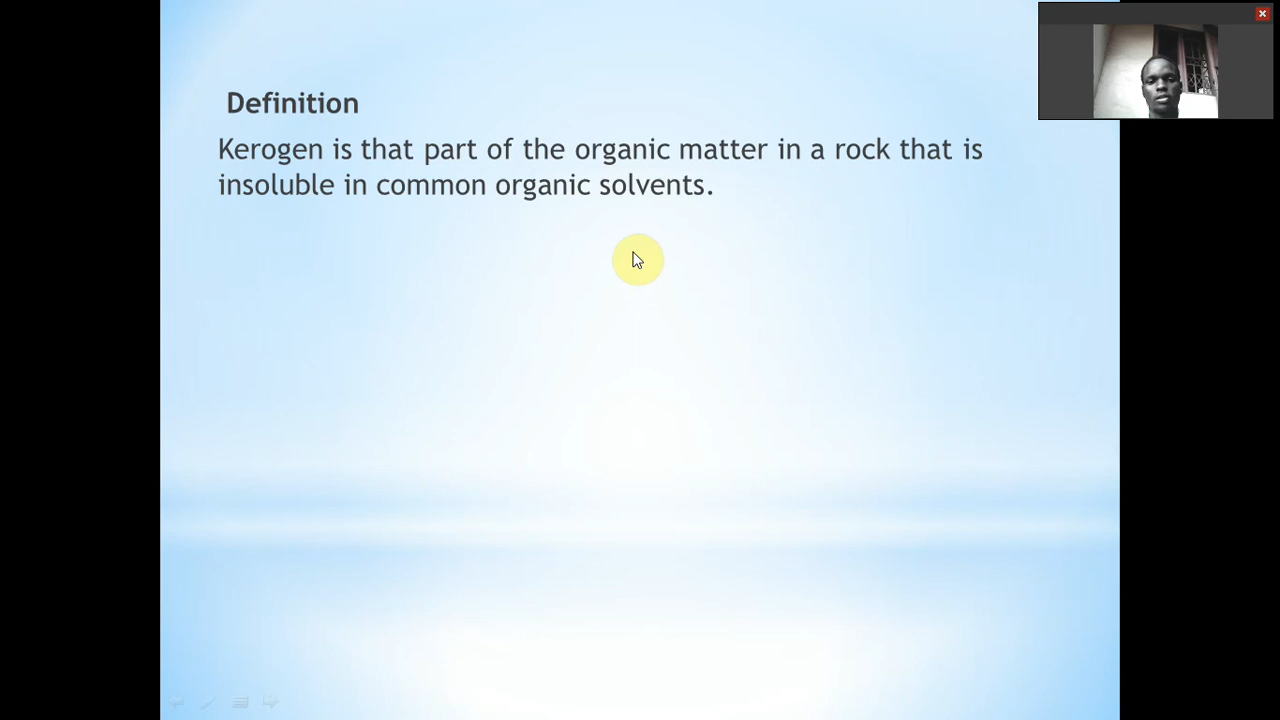 Definition
Kerogen is that part of the organic matter in a rock that is
insoluble in common organic solvents.